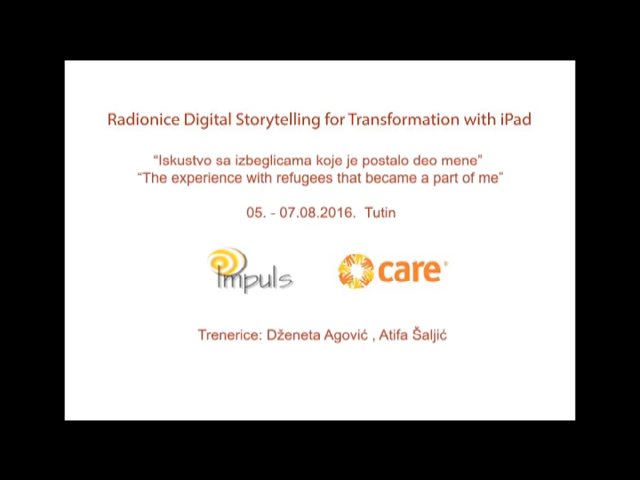 Radionice Digital Storytelling for Transformation with iPad
"Iskustvo sa izbeglicama koje je postalo deo mene"
"The experience with refugees that became a part of me"
05. - 07.08.2016.  Tutin
Impuls
care®
Trenerice: Dženeta Agović , Atifa Šaljić